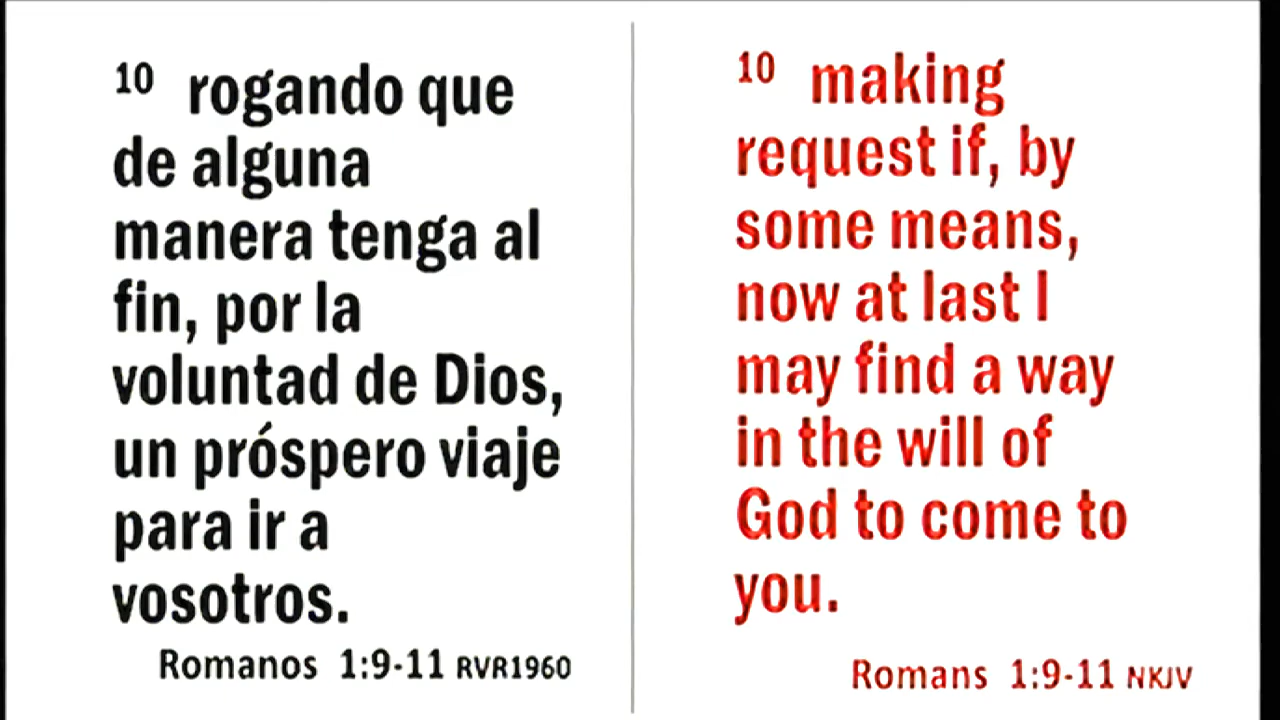 10 rogando que
de alguna
manera tenga al
fin, por la
voluntad de Dios,
un próspero viaje
para ir a
vosotros.
Romanos 1:9-11 RVR1960
10 making
request if, by
some means,
now at last I
may find a way
in the will of
God to come to
you.
Romans 1:9-11 NKJV